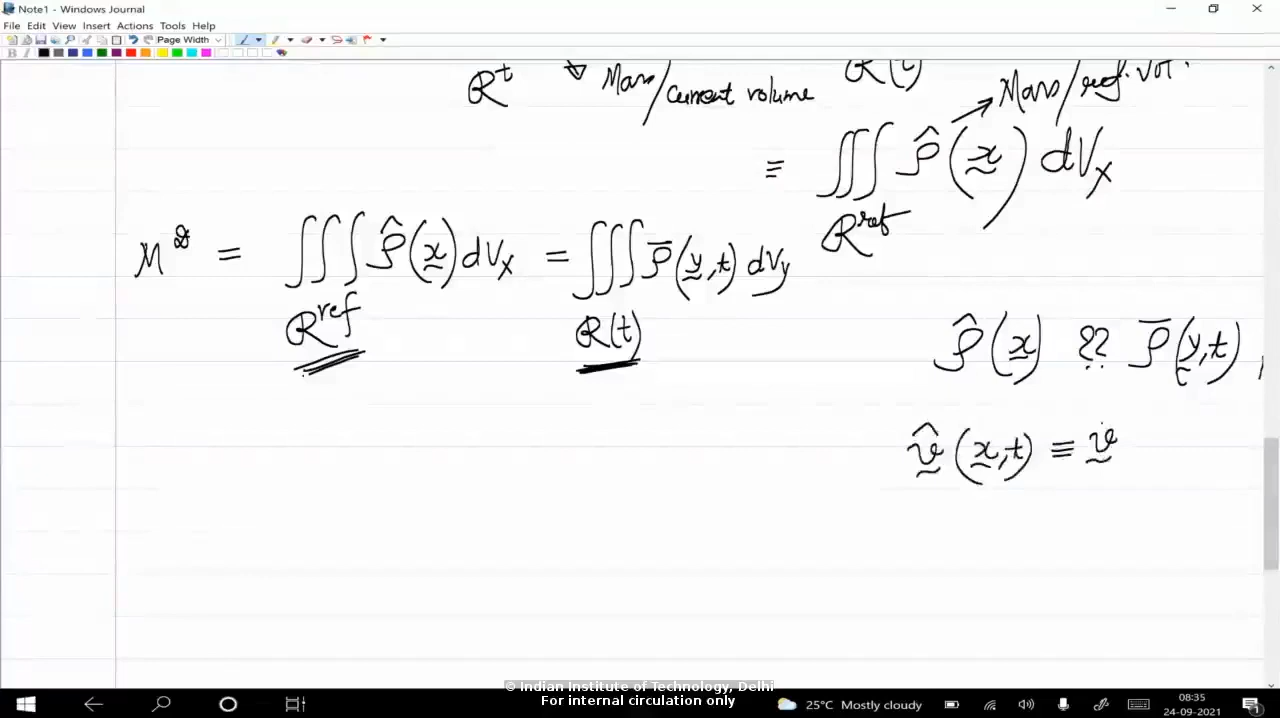 Note1 - Windows Journal
File Edit View Insert Actions Tools Help
Page Width
B I
ℛ^t Mass/current volume ℛ(t) Mass/ref. vol.
≡ ∭ ρ̂(x̰) dV_x
ℛ^ref
M^𝒟 = ∭ ρ̂(x̰) dV_x = ∭ ρ̄(y̰,t) dV_y
ℛ^ref ℛ(t)
ρ̂(x̰) ?? ρ̄(y̰,t),
v̰̂(x̰,t) ≡ v̰
© Indian Institute of Technology, Delhi
For internal circulation only
25°C Mostly cloudy
08:35
24-09-2021
1